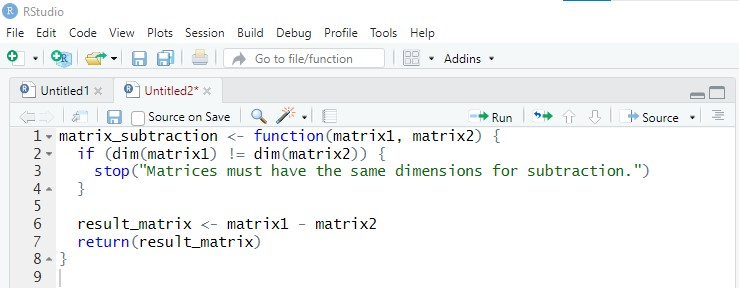 RStudio
File Edit Code View Plots Session Build Debug Profile Tools Help
Go to file/function Addins
Untitled1 Untitled2*
Source on Save Run Source
1 matrix_subtraction <- function(matrix1, matrix2) {
2   if (dim(matrix1) != dim(matrix2)) {
3     stop("Matrices must have the same dimensions for subtraction.")
4   }
5
6   result_matrix <- matrix1 - matrix2
7   return(result_matrix)
8 }
9